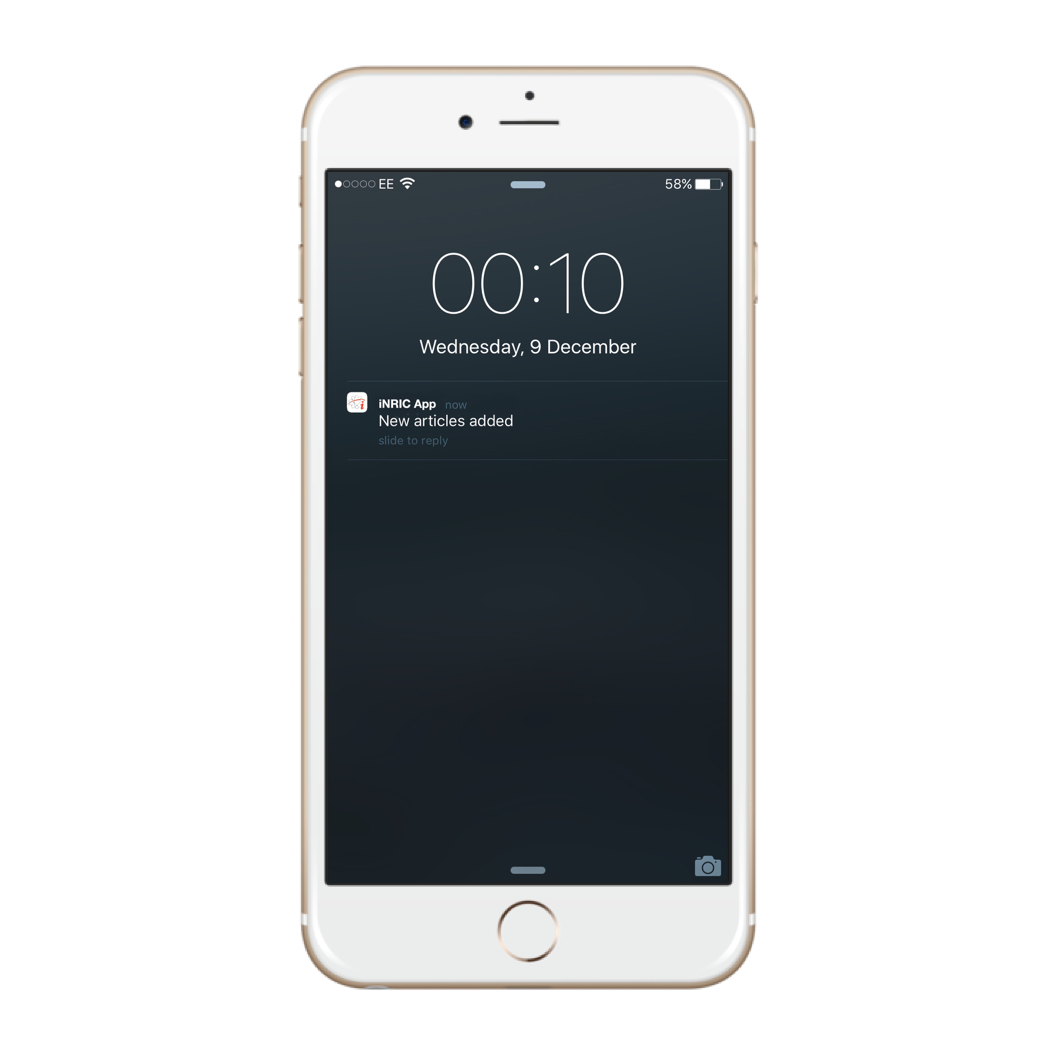 EE 58%
00:10
Wednesday, 9 December
iNRIC App now
New articles added
slide to reply